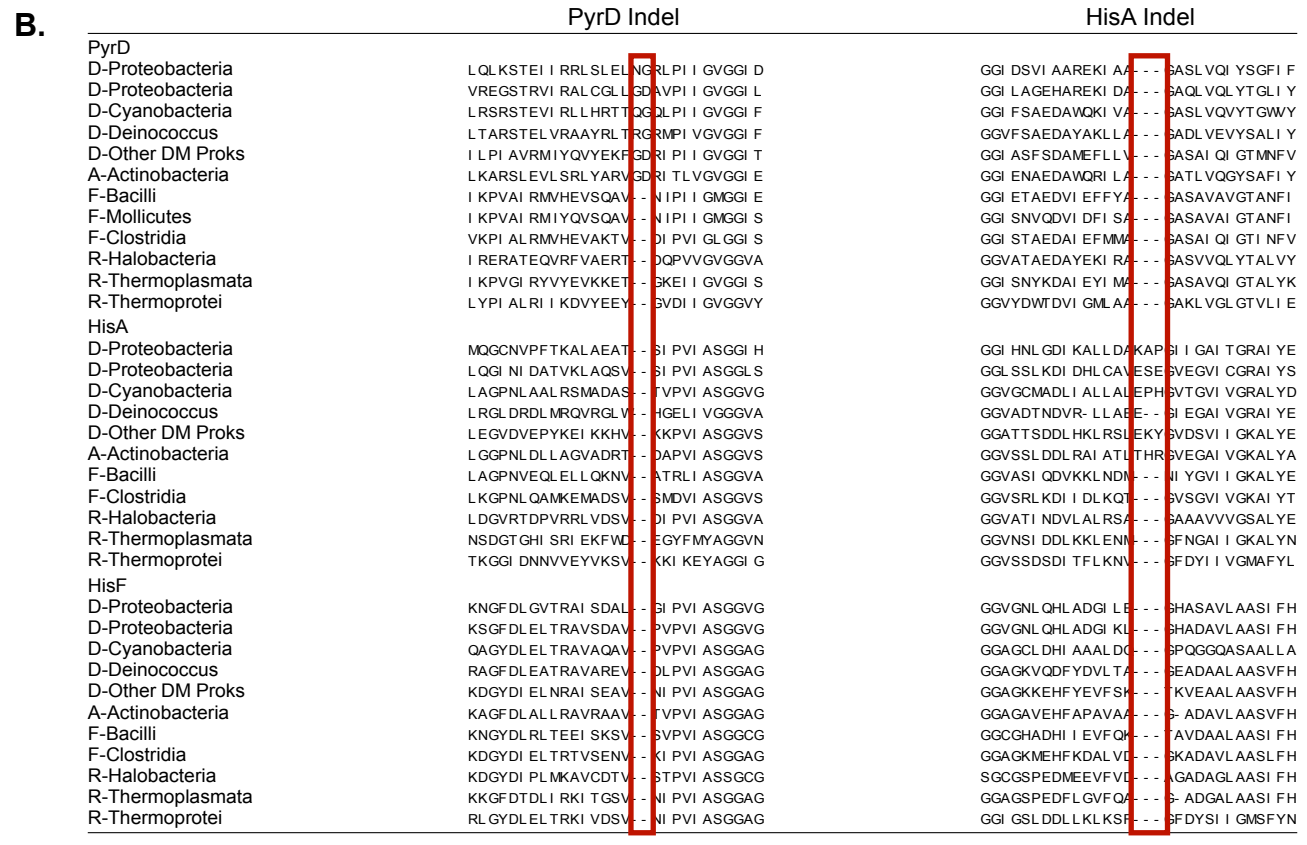 B.
PyrD Indel HisA Indel
PyrD
D-Proteobacteria LQLKSTEIIRRLSLELNGRLPIIGVGGID GGIDSVIAAREKIAA---GASLVQIYSGFIF
D-Proteobacteria VREGSTRVIRALCGLLGDAVPIIGVGGIL GGILAGEHAREKIDA---GAQLVQLYTGLIY
D-Cyanobacteria LRSRSTEVIRLLHRTTQGQLPIIGVGGIF GGIFSAEDAWQKIVA---GASLVQVYTGWVY
D-Deinococcus LTARSTELVRAAYRLTRGRMPIVGVGGIF GGVFSAEDAYAKLLA---GADLVEVYSALIY
D-Other DM Proks ILPIAVRMIYQVYEKFGDRIPIIGVGGIT GGIASFSDAMEFLLV---GASAIQIGTMNFV
A-Actinobacteria LKARSLEVLSRLYARVGDRITLVGVGGIE GGIENAEDAWQRILA---GATLVQGYSAFIY
F-Bacilli IKPVAIRMVHEVSQAV--NIPIIGMGGIE GGIETAEDVIEFFYA---GASAVAVGTANFI
F-Mollicutes IKPVAIRMIYQVSQAV--NIPIIGMGGIS GGISNVQDVIDFISA---GASAVAIGTANFI
F-Clostridia VKPIALRMVHEVAKTV--DIPVIGLGGIS GGISTAEDAIEFMMA---GASAIQIGTINFV
R-Halobacteria IRERATEQVRFVAERT--DQPVVGVGGVA GGVATAEDAYEKIRA---GASVVQLYTALVY
R-Thermoplasmata IKPVGIRYVYEVKKET--GKEIIGVGGIS GGISNYKDAIEYIMA---GASVQIGTALYK
R-Thermoprotei LYPIALRIIKDVYEEY--GVDIIGVGGVY GGVYDWTDVIGMLAA---GAKLVGLGTVLIE
HisA
D-Proteobacteria MQGCNVPFTKALAEAT--SIPVIASGGIH GGIHNLGDIKALLDAKAPGIIGAITGRAIYE
D-Proteobacteria LQGINIDATVKLAQSV--SIPVIASGGLS GGLSSLKDIDHLCAVESEGVEGVICGRAIYS
D-Cyanobacteria LAGPNLAALRSMADAS--TVPVIASGGVG GGVGCMADLIALLALEPHGVTGVIVGRALYD
D-Deinococcus LRGLDRDLMRQVRGLW--HGELIVGGGVA GGVADTNDVR-LLAEE--GIEGAIVGRAIYE
D-Other DM Proks LEGVDVEPYKEIKKHV--KKPVIASGGVS GGATTSDDLHKLRSLEKYGVDSVIIGKALYE
A-Actinobacteria LGGPNLDLLAGVADRT--DAPVIASGGVS GGVSSLDDLRAIATLTHRGVEGAIVGKALYA
F-Bacilli LAGPNVEQLELLQKNV--ATRLIASGGVA GGVASIQDVKKLNDM---NIYGVIIGKALYE
F-Clostridia LKGPNLQAMKEMADSV--SMDVIASGGVS GGVSRLKDIIDLKQT---GVSGVIVGKAIYT
R-Halobacteria LDGVRTDPVRRLVDSV--DIPVIASGGVA GGVATINDVLALRSA---GAAAVVVGSALYE
R-Thermoplasmata NSDGTGHISRIEKFWD--EGYFMYAGGVN GGVNSIDDLKKLENM---GFNGAIIGKALYN
R-Thermoprotei TKGGIDNNVVEYVKSV--KKIKEYAGGIG GGVSSDSDITFLKNV---GFDYIIVGMAFYL
HisF
D-Proteobacteria KNGFDLGVTRAISDAL--GIPVIASGGVG GGVGNLQHLADGILE---GHASAVLAASIFH
D-Proteobacteria KSGFDLELTRAVSDAV--PVPVIASGGVG GGVGNLQHLADGIKL---GHADAVLAASIFH
D-Cyanobacteria QAGYDLELTRAVAQAV--PVPVIASGGAG GGAGCLDHIAAALDG---GPQGGQASAALLA
D-Deinococcus RAGFDLEATRAVAREV--DLPVIASGGAG GGAGKVQDFYDVLTA---GEADAALAASVFH
D-Other DM Proks KDGYDIELNRAISEAV--NIPVIASGGAG GGAGKKEHFYEVFSK---TKVEAALAASVFH
A-Actinobacteria KAGFDLALLRAVRAAV--TVPVIASGGAG GGAGAVEHFAPAVAA---G-ADAVLAASVFH
F-Bacilli KNGYDLRLTEEISKSV--SVPVIASGGCG GGCGHADHIIEVFQK---TAVDAALAASIFH
F-Clostridia KDGYDIELTRTVSENV--KIPVIASGGAG GGAGKMEHFKDALVD---GKADAVLAASLFH
R-Halobacteria KDGYDIPLMKAVCDTV--STPVIASSGCG SGCGSPEDMEEVFVD---AGADAGLAASIFH
R-Thermoplasmata KKGFDTDLIRKITGSV--NIPVIASGGAG GGAGSPEDFLGVFQA---G-ADGALAASIFH
R-Thermoprotei RLGYDLELTRKIVDSV--NIPVIASGGAG GGIGSLDDLLKLKSF---GFDYSIIGMSFYN